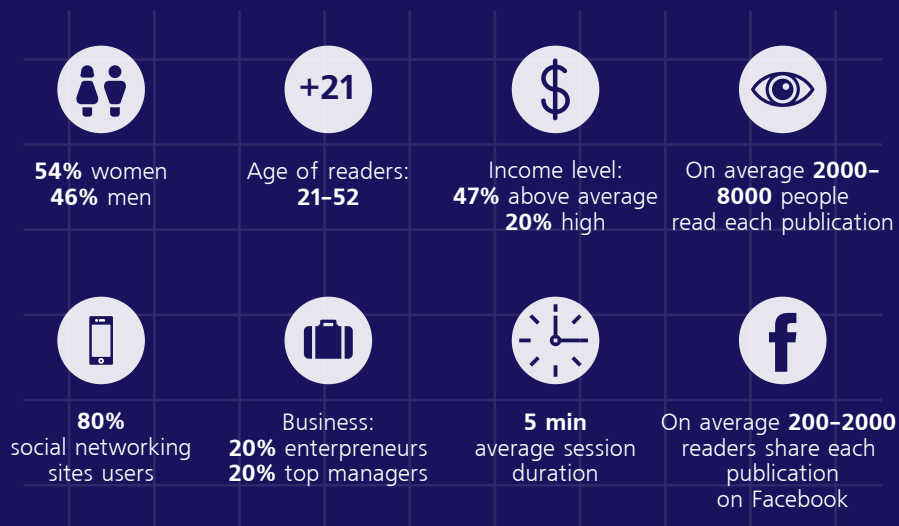 +21
54% women
46% men
Age of readers:
21–52
Income level:
47% above average
20% high
On average 2000–
8000 people
read each publication
80%
social networking
sites users
Business:
20% enterpreneurs
20% top managers
5 min
average session
duration
On average 200–2000
readers share each
publication
on Facebook